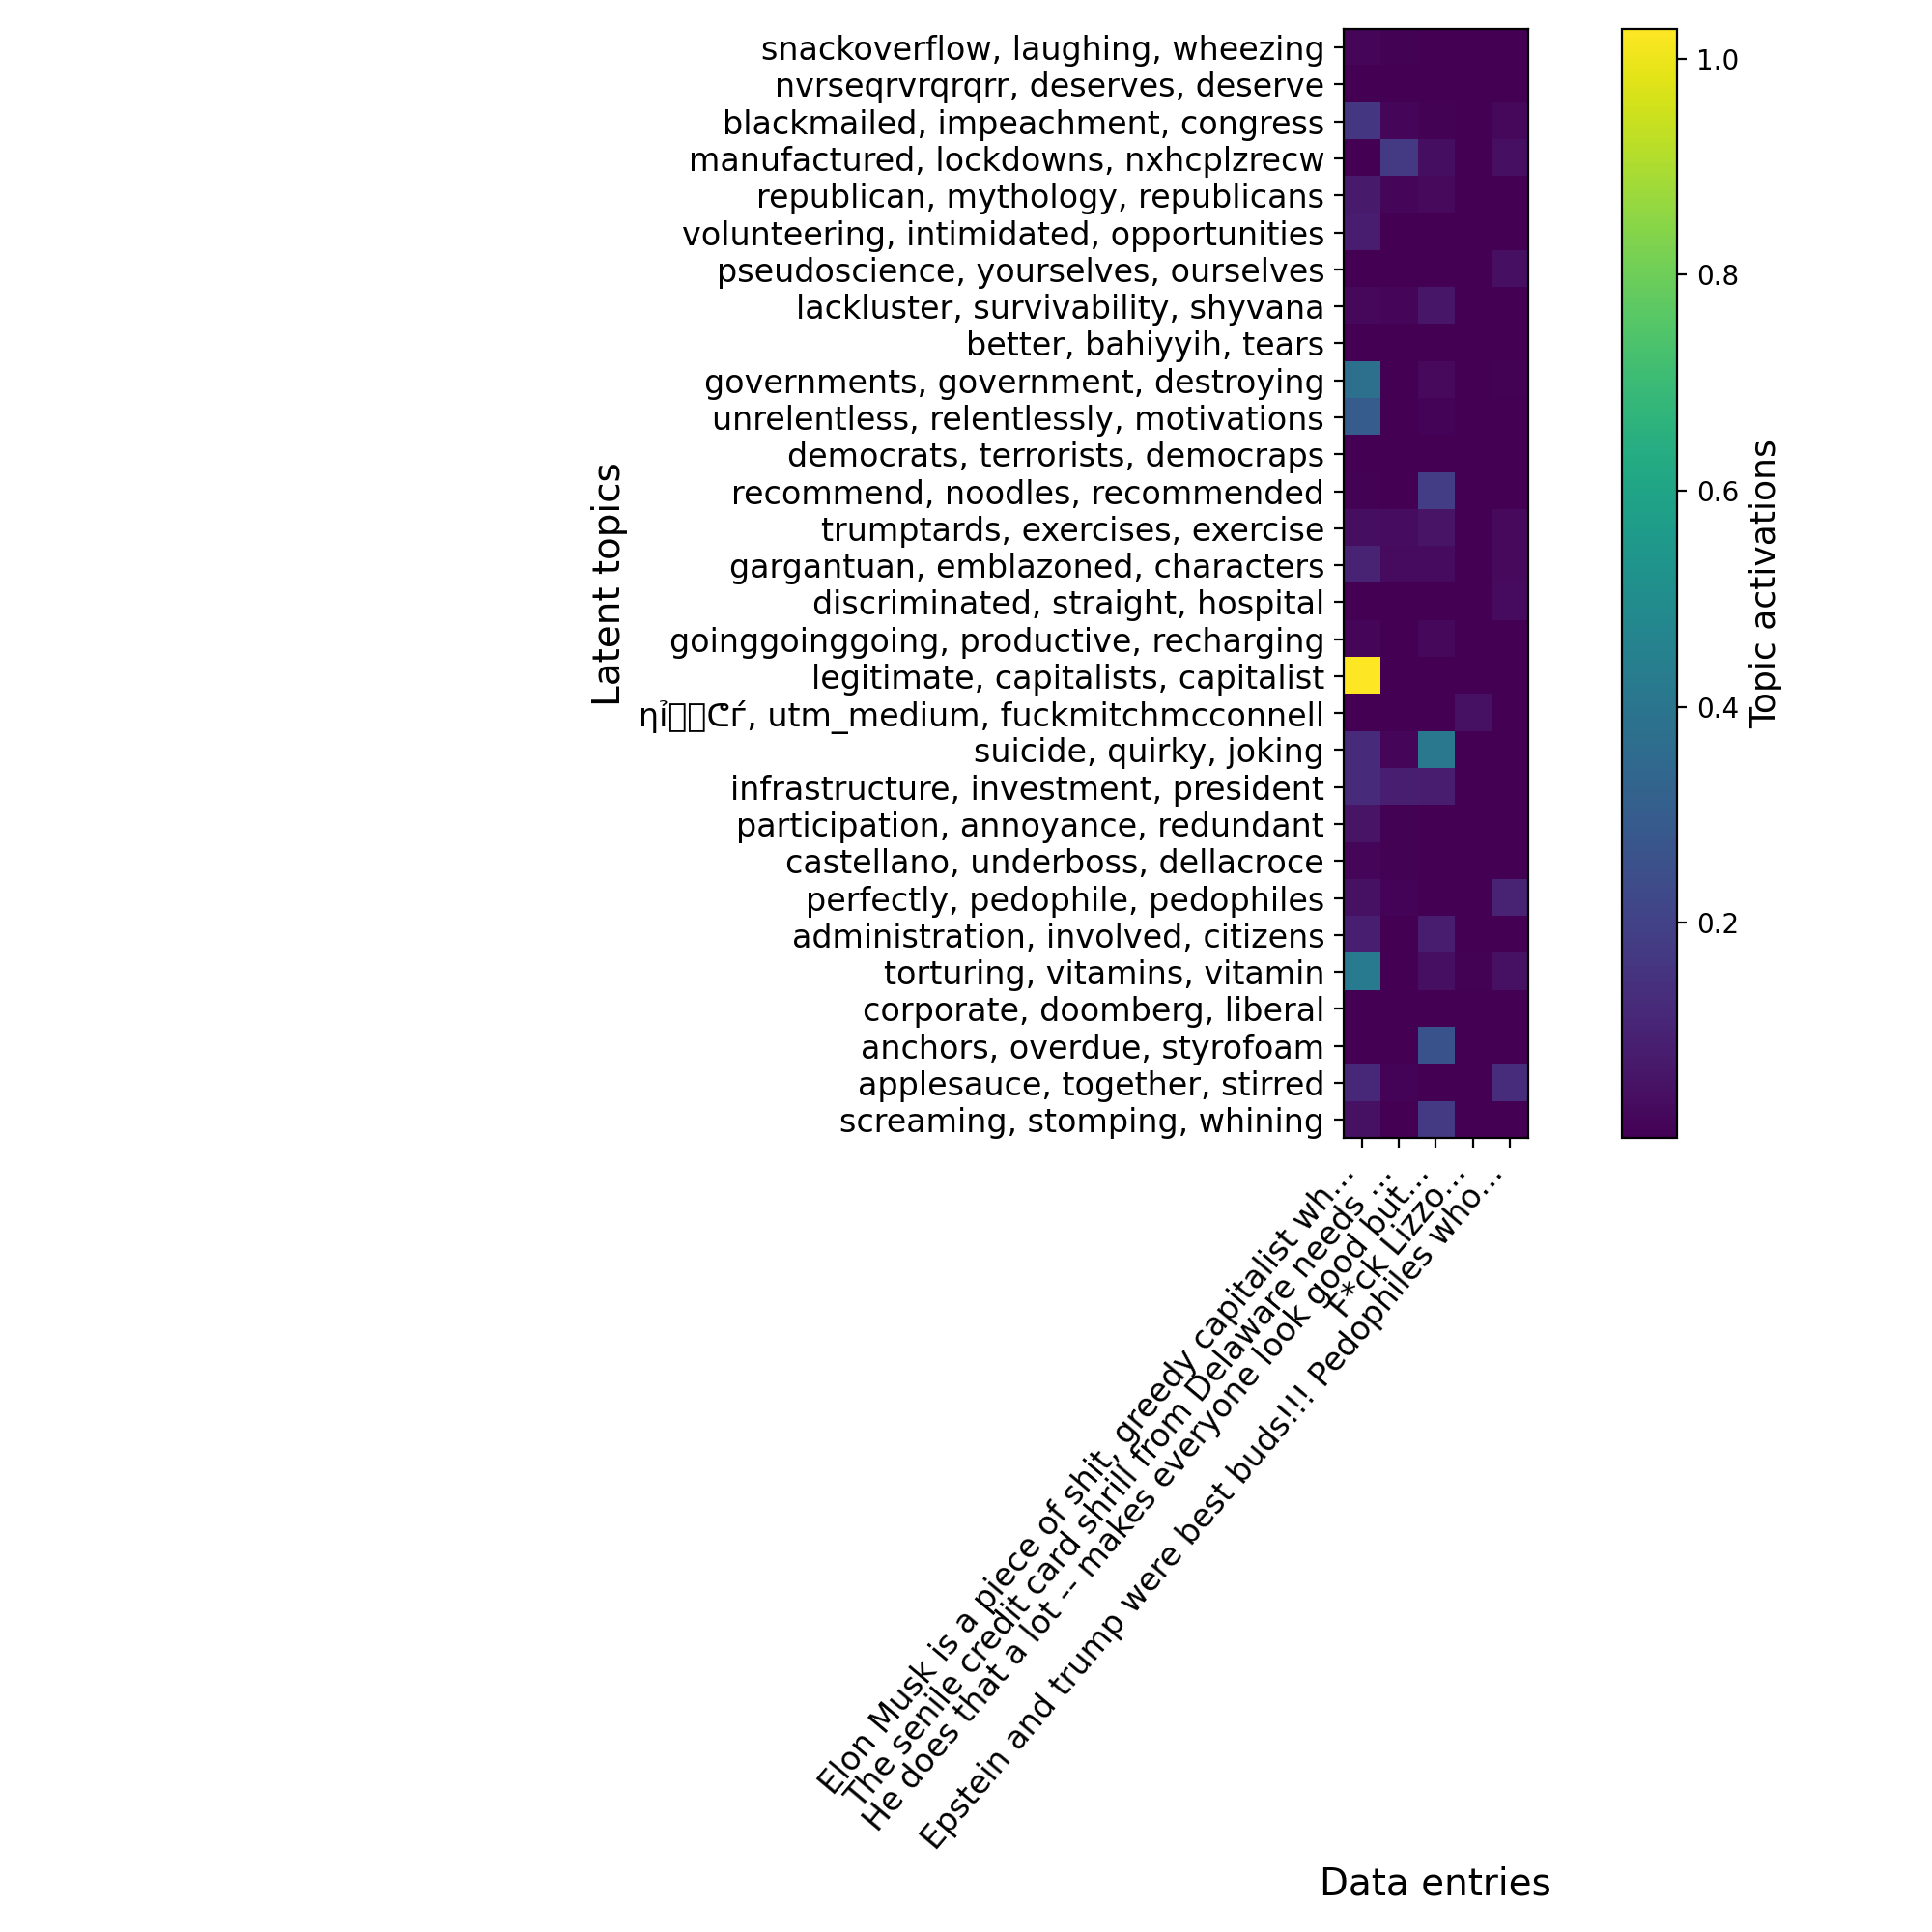 snackoverflow, laughing, wheezing
nvrseqrvrqrqrr, deserves, deserve
blackmailed, impeachment, congress
manufactured, lockdowns, nxhcplzrecw
republican, mythology, republicans
volunteering, intimidated, opportunities
pseudoscience, yourselves, ourselves
lackluster, survivability, shyvana
better, bahiyyih, tears
governments, government, destroying
unrelentless, relentlessly, motivations
democrats, terrorists, democraps
recommend, noodles, recommended
trumptards, exercises, exercise
gargantuan, emblazoned, characters
discriminated, straight, hospital
goinggoinggoing, productive, recharging
legitimate, capitalists, capitalist
utm_medium, fuckmitchmcconnell
suicide, quirky, joking
infrastructure, investment, president
participation, annoyance, redundant
castellano, underboss, dellacroce
perfectly, pedophile, pedophiles
administration, involved, citizens
torturing, vitamins, vitamin
corporate, doomberg, liberal
anchors, overdue, styrofoam
applesauce, together, stirred
screaming, stomping, whining
Latent topics
Elon Musk is a piece of shit, greedy capitalist wh...
The senile credit card shrill from Delaware needs ...
He does that a lot -- makes everyone look good but...
F*ck Lizzo...
Epstein and trump were best buds!!! Pedophiles who...
Data entries
1.0
0.8
0.6
0.4
0.2
Topic activations